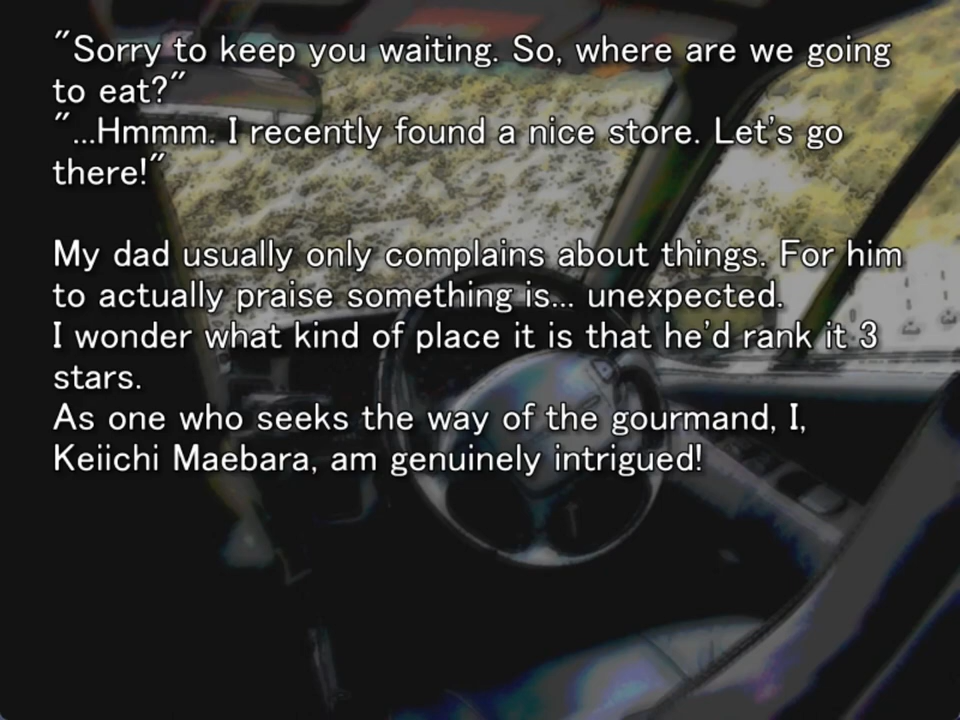 "Sorry to keep you waiting. So, where are we going
to eat?"
"...Hmmm. I recently found a nice store. Let's go
there!"
My dad usually only complains about things. For him
to actually praise something is... unexpected.
I wonder what kind of place it is that he'd rank it 3
stars.
As one who seeks the way of the gourmand, I,
Keiichi Maebara, am genuinely intrigued!